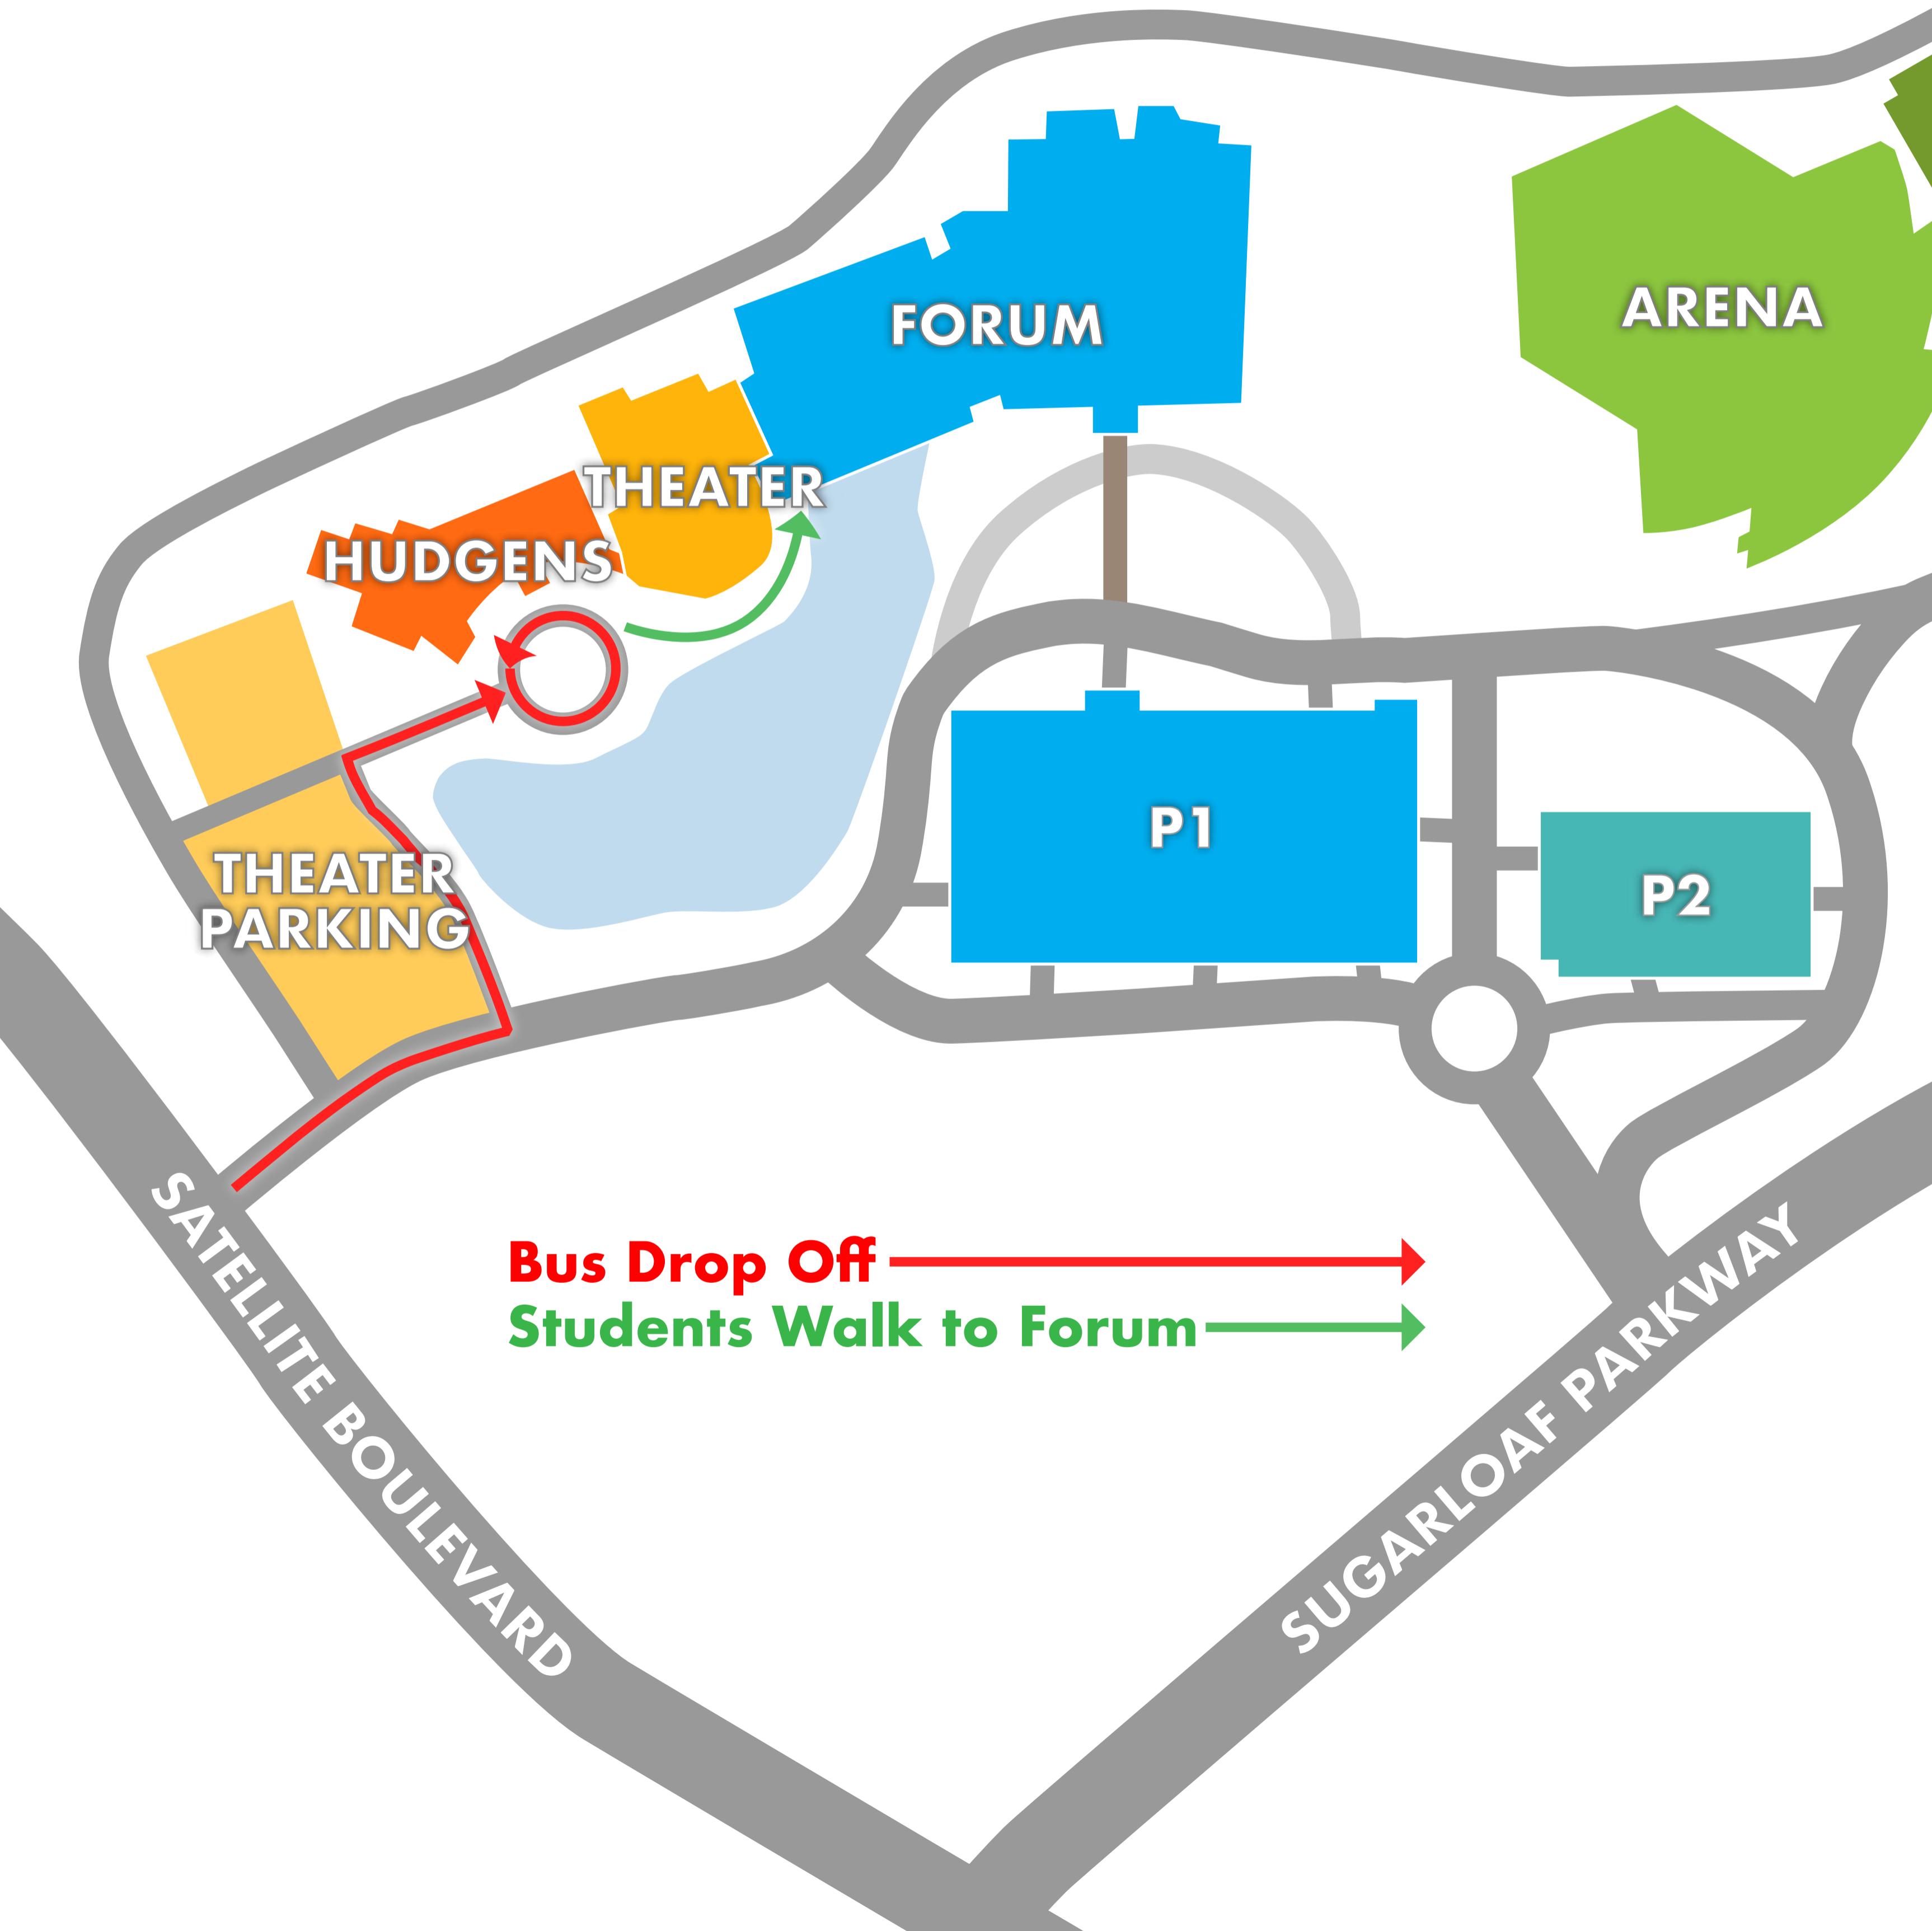 FORUM
ARENA
THEATER
HUDGENS
P1
P2
THEATER
PARKING
Bus Drop Off
Students Walk to Forum
SATELLITE BOULEVARD
SUGARLOAF PARKWAY